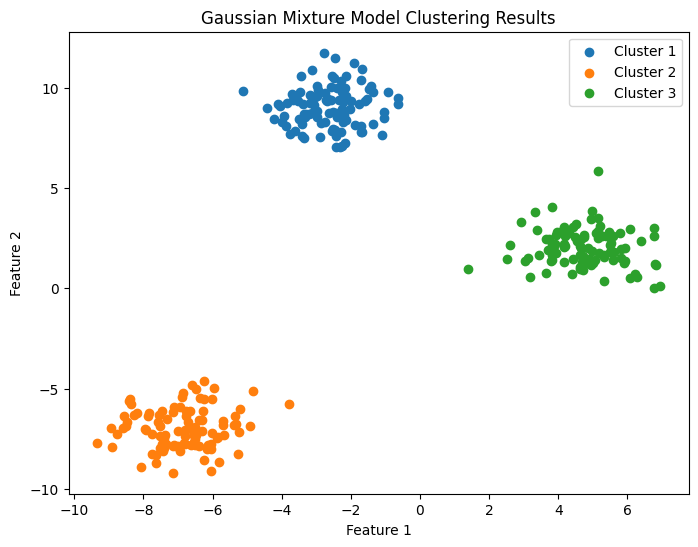 Gaussian Mixture Model Clustering Results
Cluster 1
Cluster 2
Cluster 3
Feature 2
10
5
0
−5
−10
−10
−8
−6
−4
−2
0
2
4
6
Feature 1